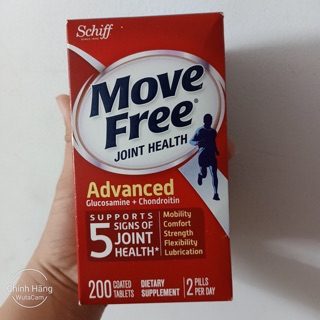 Schiff
Move
Free®
JOINT HEALTH
Advanced
Glucosamine + Chondroitin
SUPPORTS
5 SIGNS OF
JOINT
HEALTH*
Mobility
Comfort
Strength
Flexibility
Lubrication
200 COATED
TABLETS
DIETARY
SUPPLEMENT
2 PILLS
PER DAY
Chính Hãng
WutaCam